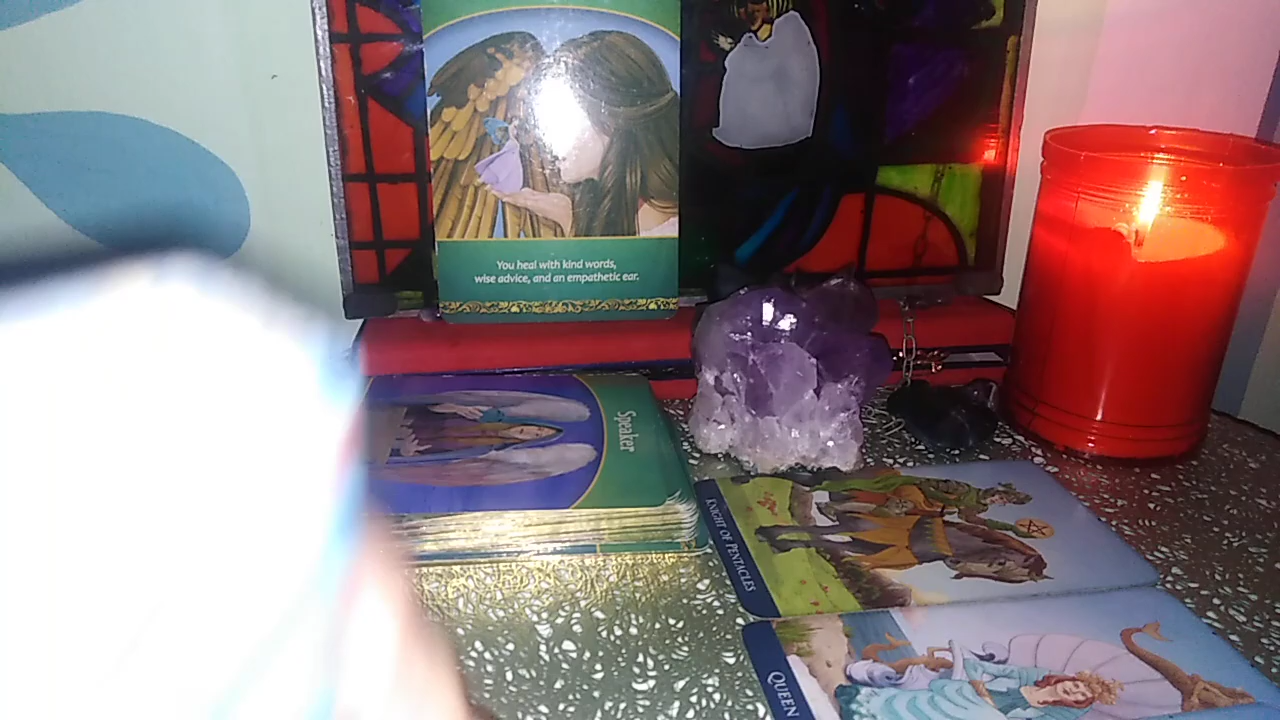 You heal with kind words,
wise advice, and an empathetic ear.
Speaker
KNIGHT OF PENTACLES
QUEEN